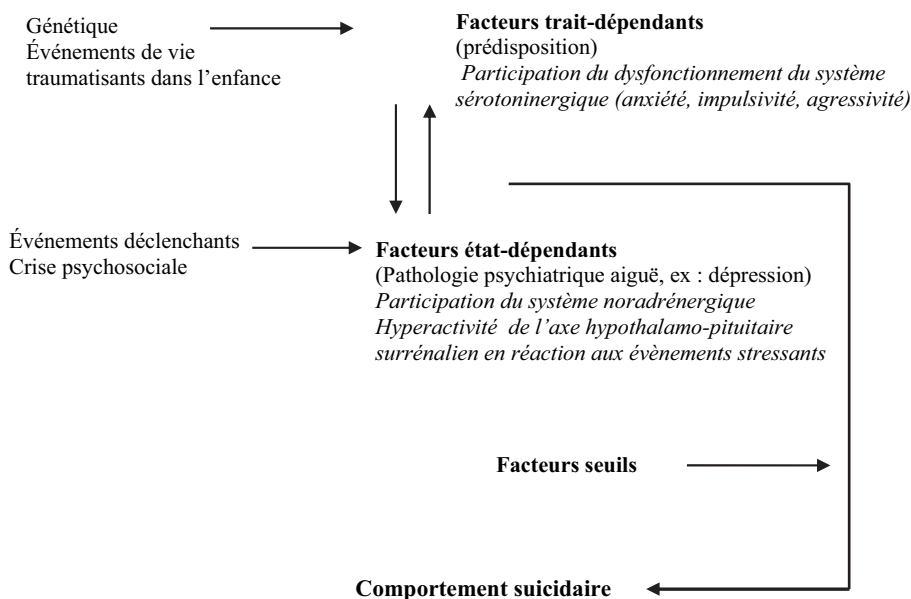 Génétique
Événements de vie
traumatisants dans l'enfance
Facteurs trait-dépendants
(prédisposition)
Participation du dysfonctionnement du système
sérotoninergique (anxiété, impulsivité, agressivité)
Événements déclenchants
Crise psychosociale
Facteurs état-dépendants
(Pathologie psychiatrique aiguë, ex : dépression)
Participation du système noradrénergique
Hyperactivité de l'axe hypothalamo-pituitaire
surrénalien en réaction aux évènements stressants
Facteurs seuils
Comportement suicidaire